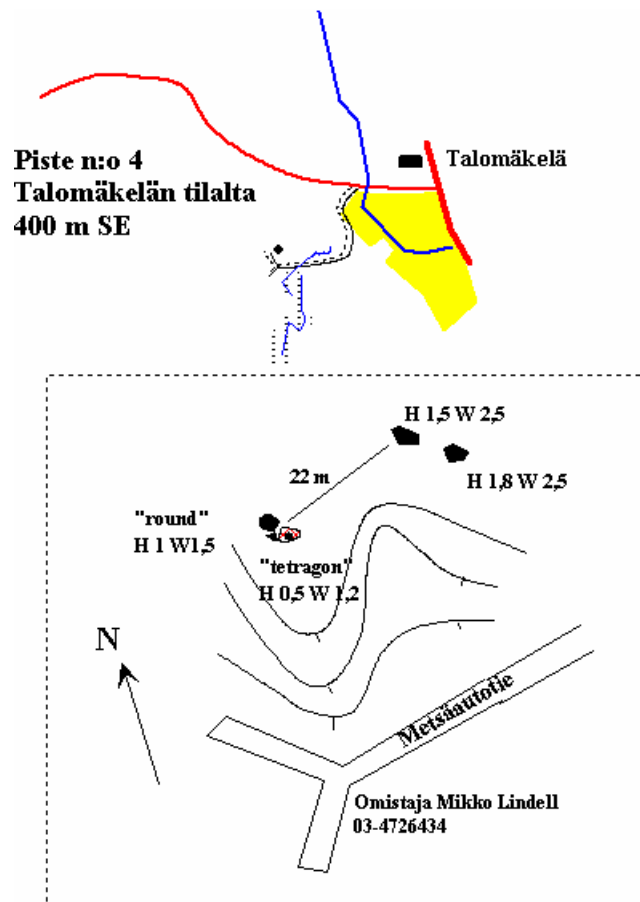 Piste n:o 4
Talomäkelän tilalta
400 m SE
Talomäkelä
H 1,5 W 2,5
22 m
H 1,8 W 2,5
"round"
H 1 W1,5
"tetragon"
H 0,5 W 1,2
N
Metsäautotie
Omistaja Mikko Lindell
03-4726434